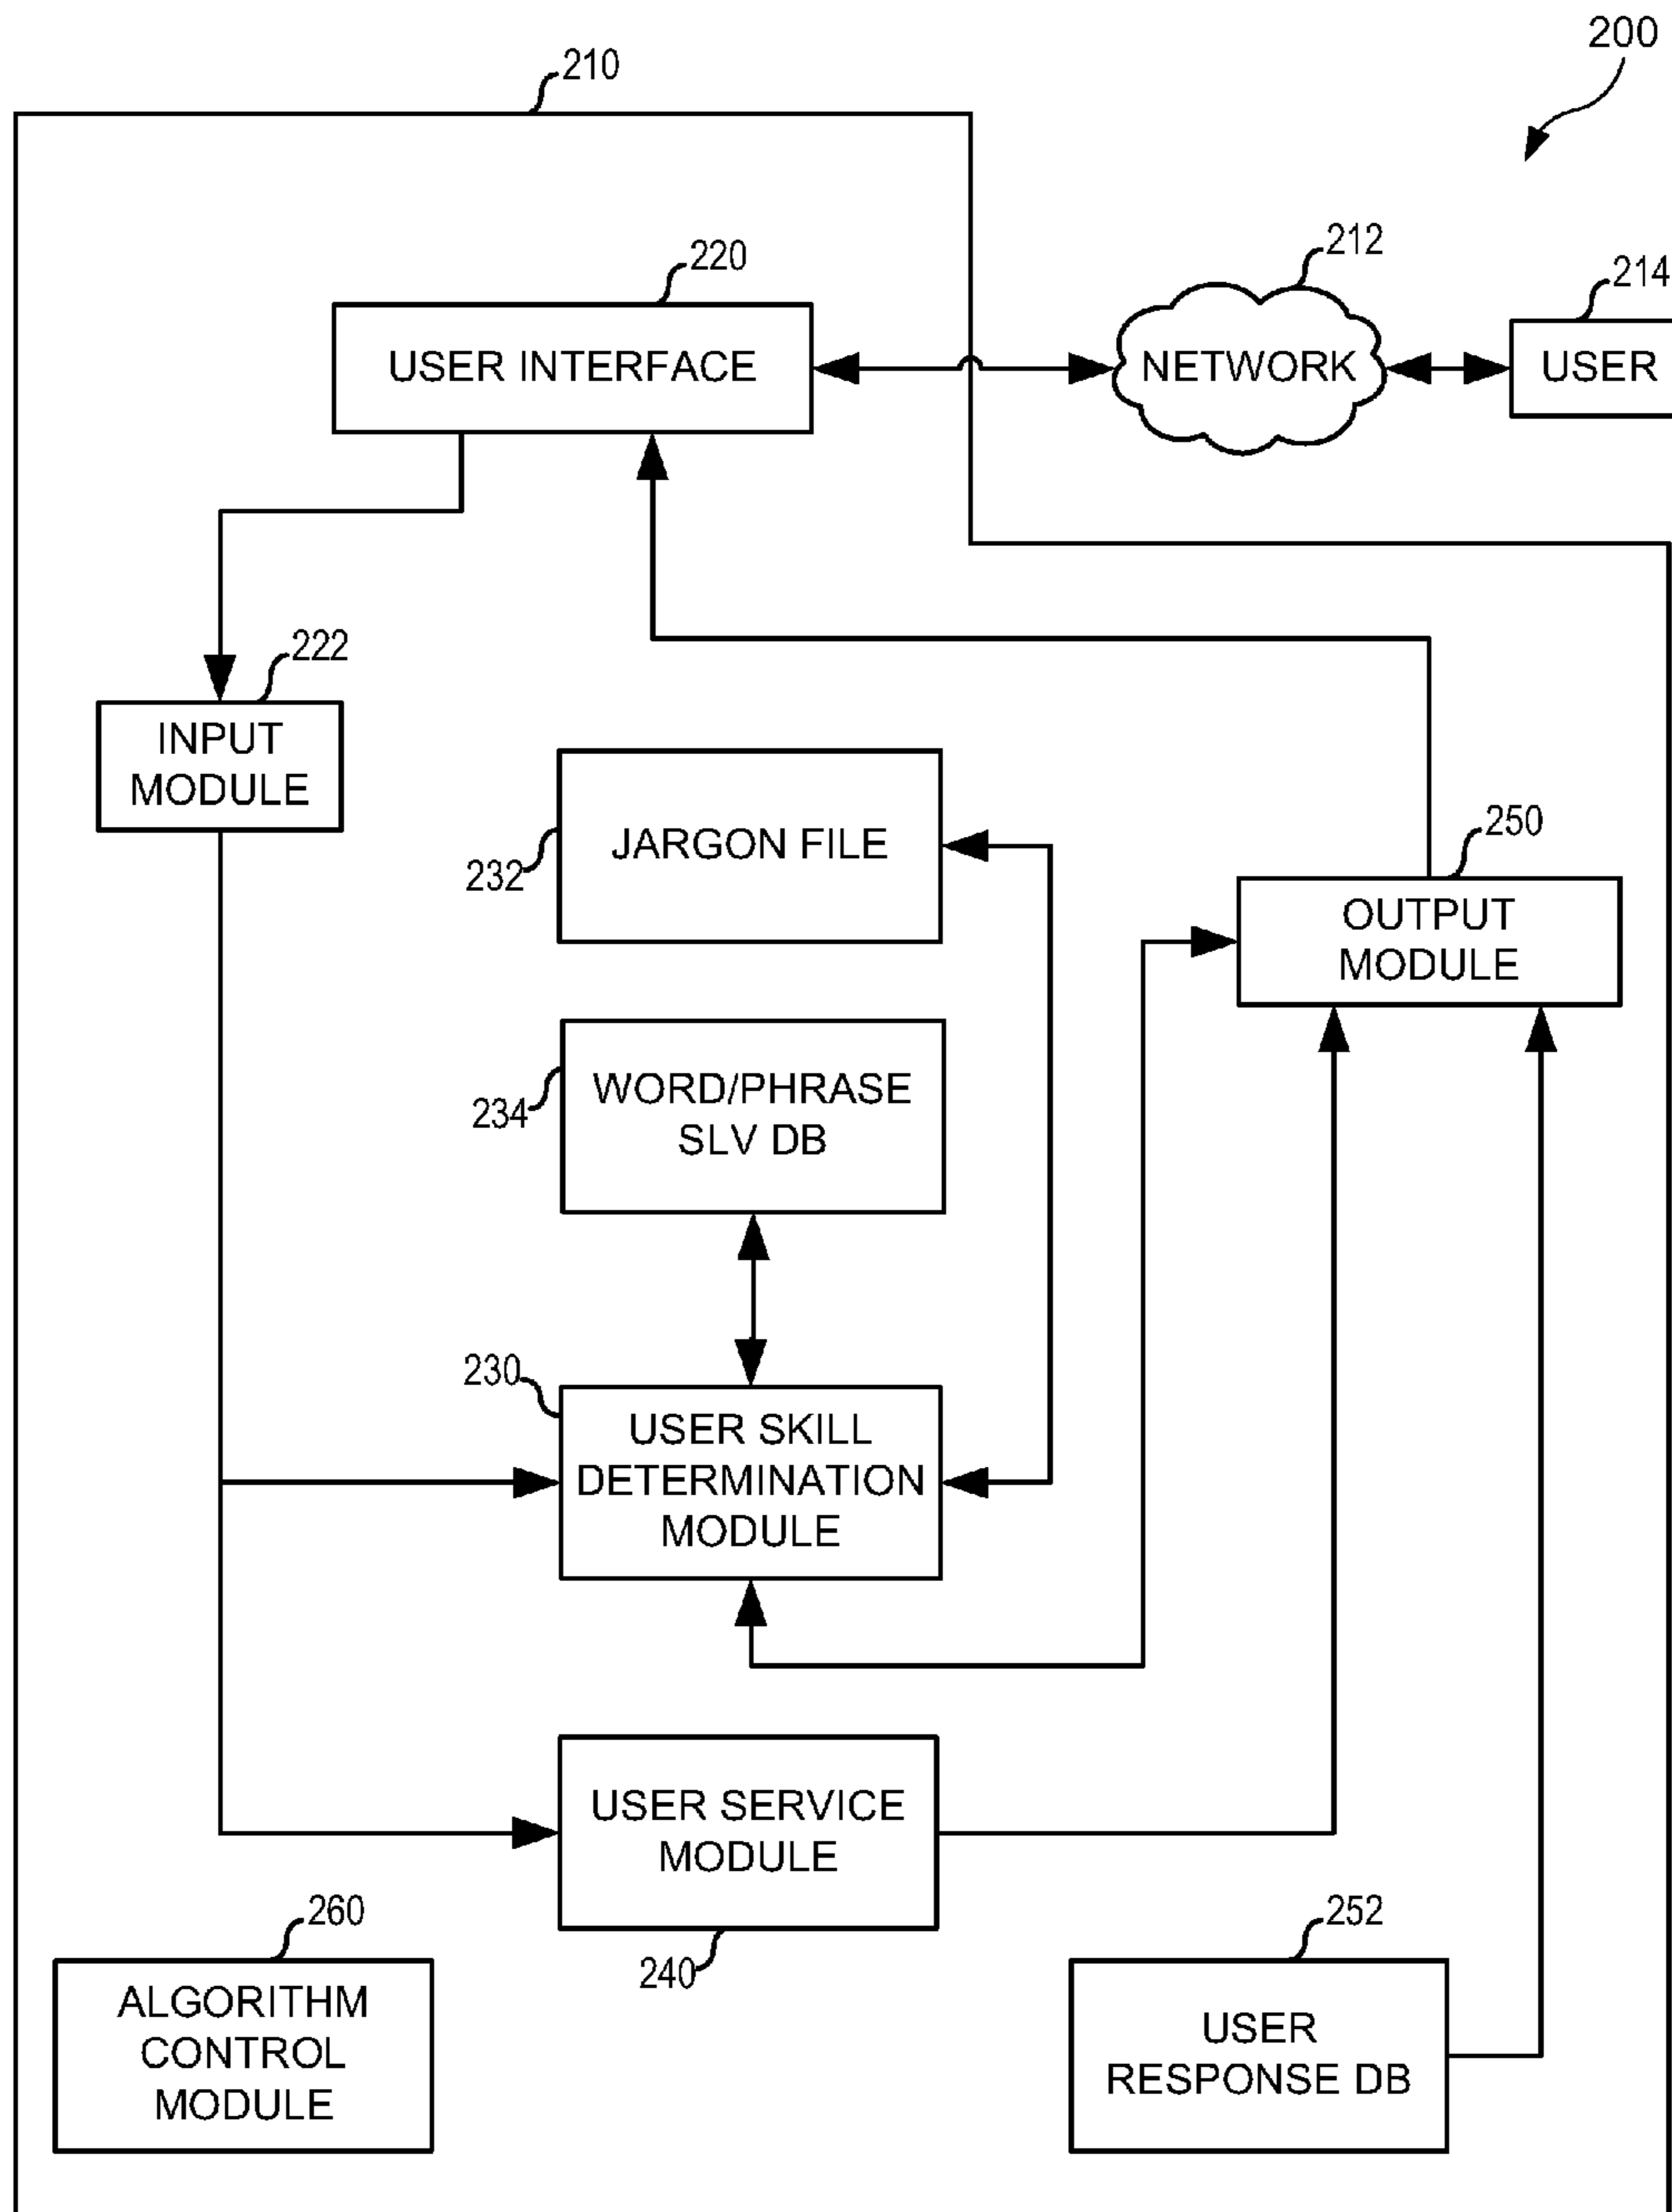 200
210
212
220
214
USER INTERFACE
NETWORK
USER
222
INPUT
MODULE
JARGON FILE
232
250
OUTPUT
MODULE
WORD/PHRASE
SLV DB
234
230
USER SKILL
DETERMINATION
MODULE
USER SERVICE
MODULE
240
260
ALGORITHM
CONTROL
MODULE
252
USER
RESPONSE DB